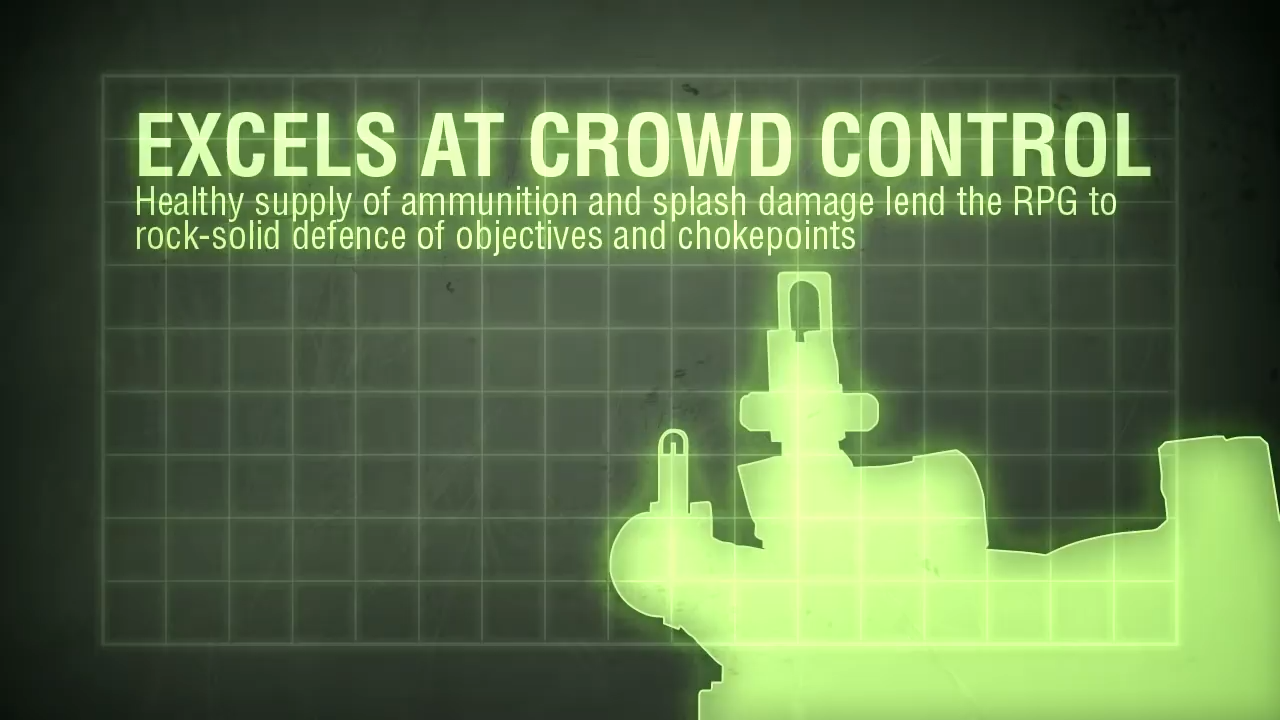 EXCELS AT CROWD CONTROL
Healthy supply of ammunition and splash damage lend the RPG to
rock-solid defence of objectives and chokepoints